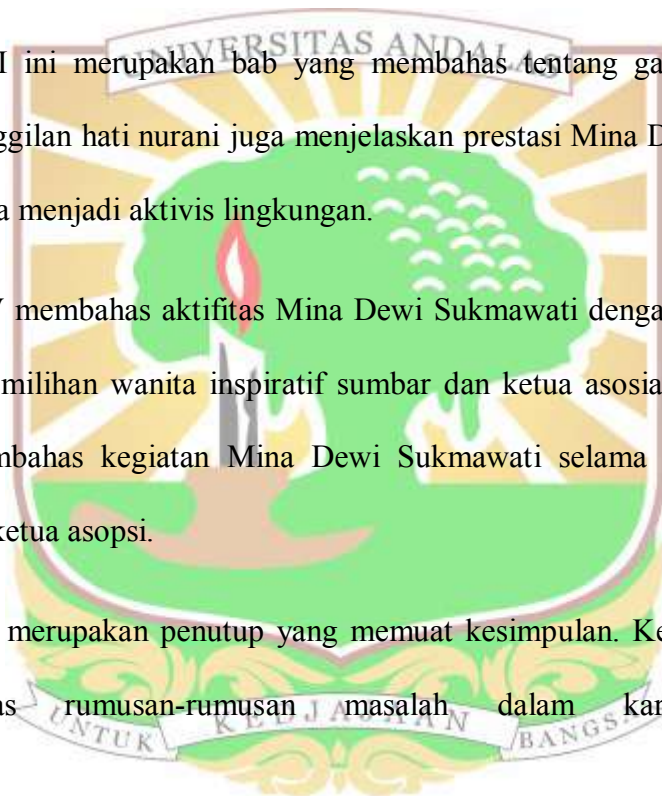 UNIVERSITAS ANDALAS
I ini merupakan bab yang membahas tentang ga
ggilan hati nurani juga menjelaskan prestasi Mina D
a menjadi aktivis lingkungan.
membahas aktifitas Mina Dewi Sukmawati denga
milihan wanita inspiratif sumbar dan ketua asosia
mbahas kegiatan Mina Dewi Sukmawati selama
ketua asopsi.
merupakan penutup yang memuat kesimpulan. Ke
as rumusan-rumusan masalah dalam kar
UNTUK KEDJAJAAN BANGSA